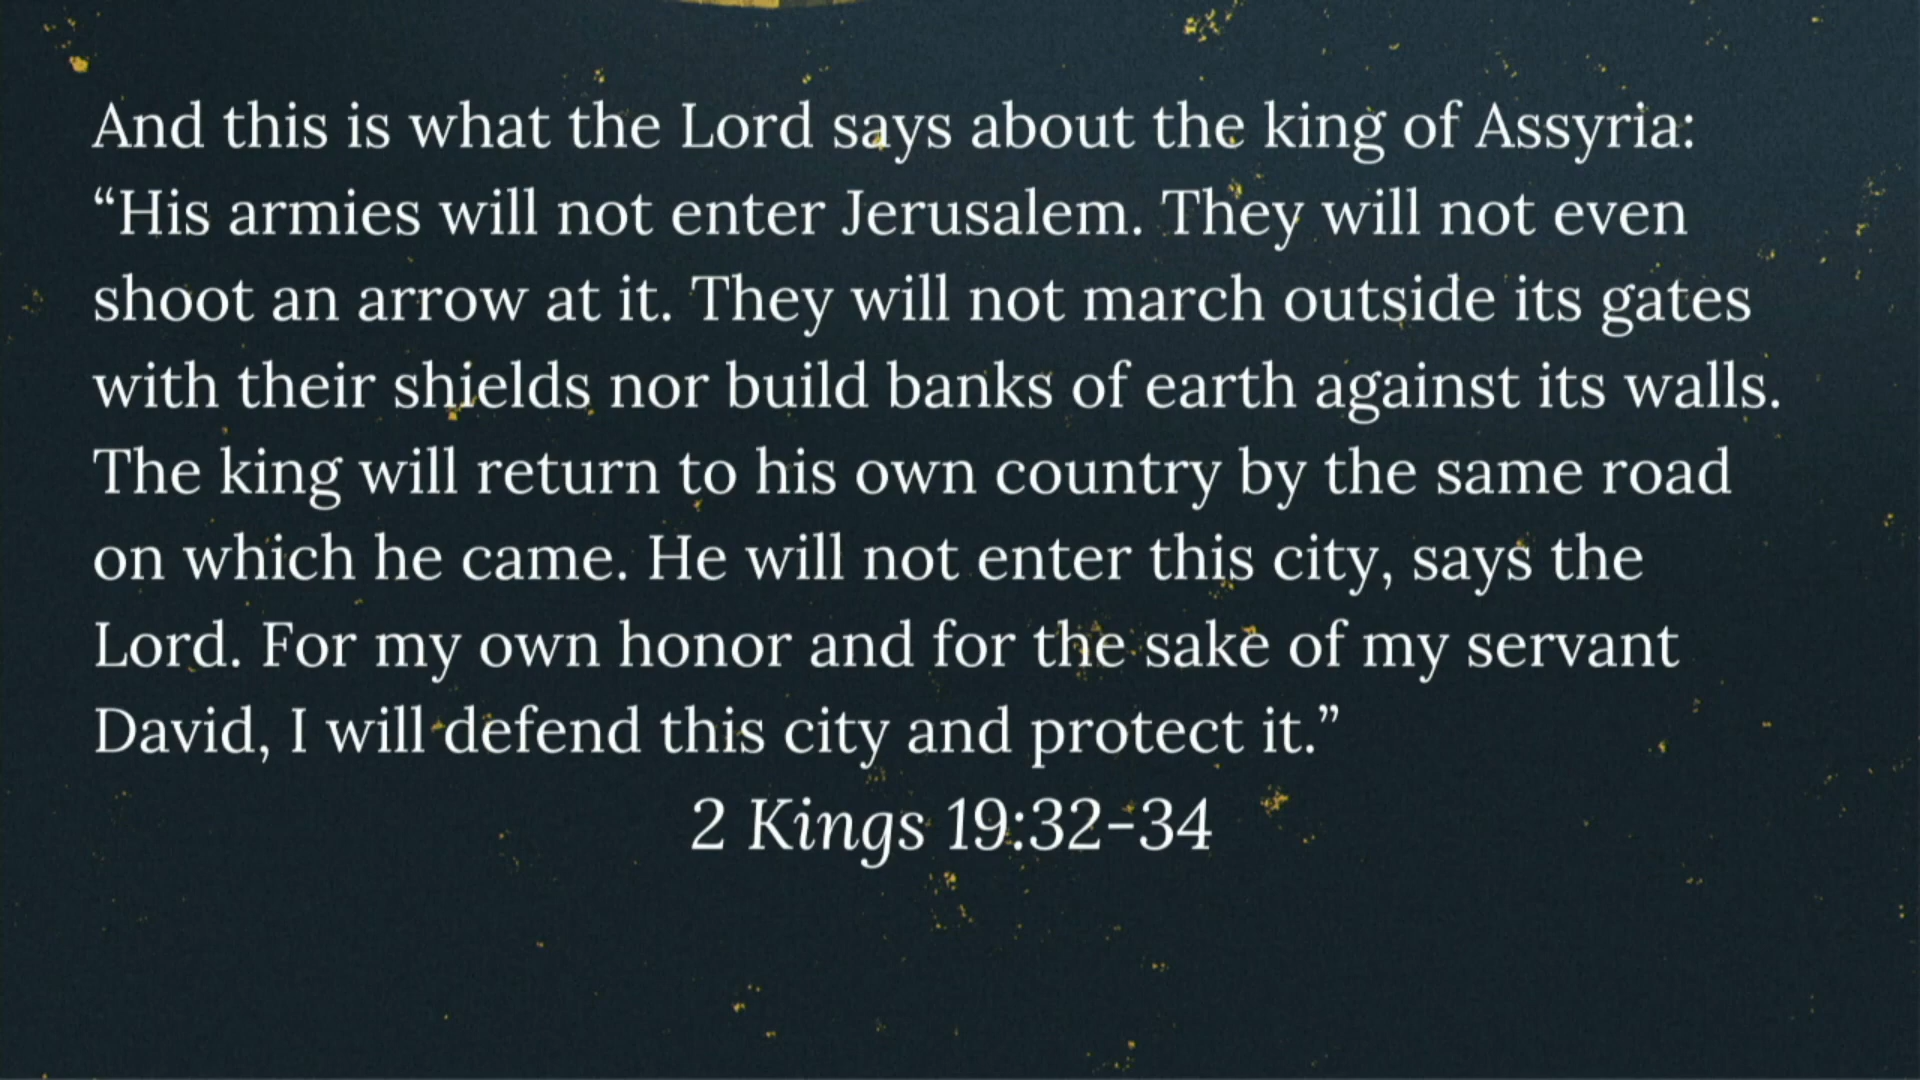 And this is what the Lord says about the king of Assyria:
“His armies will not enter Jerusalem. They will not even
shoot an arrow at it. They will not march outside its gates
with their shields nor build banks of earth against its walls.
The king will return to his own country by the same road
on which he came. He will not enter this city, says the
Lord. For my own honor and for the sake of my servant
David, I will defend this city and protect it.”
2 Kings 19:32-34